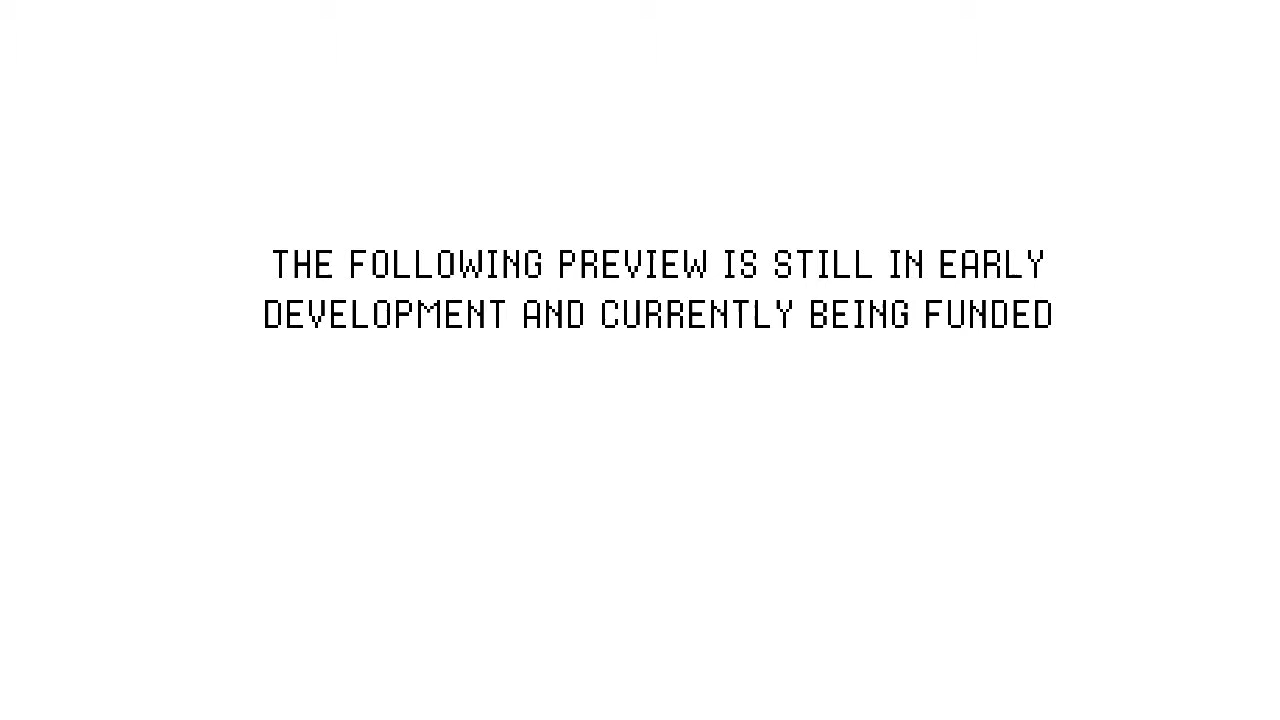 THE FOLLOWING PREVIEW IS STILL IN EARLY
DEVELOPMENT AND CURRENTLY BEING FUNDED